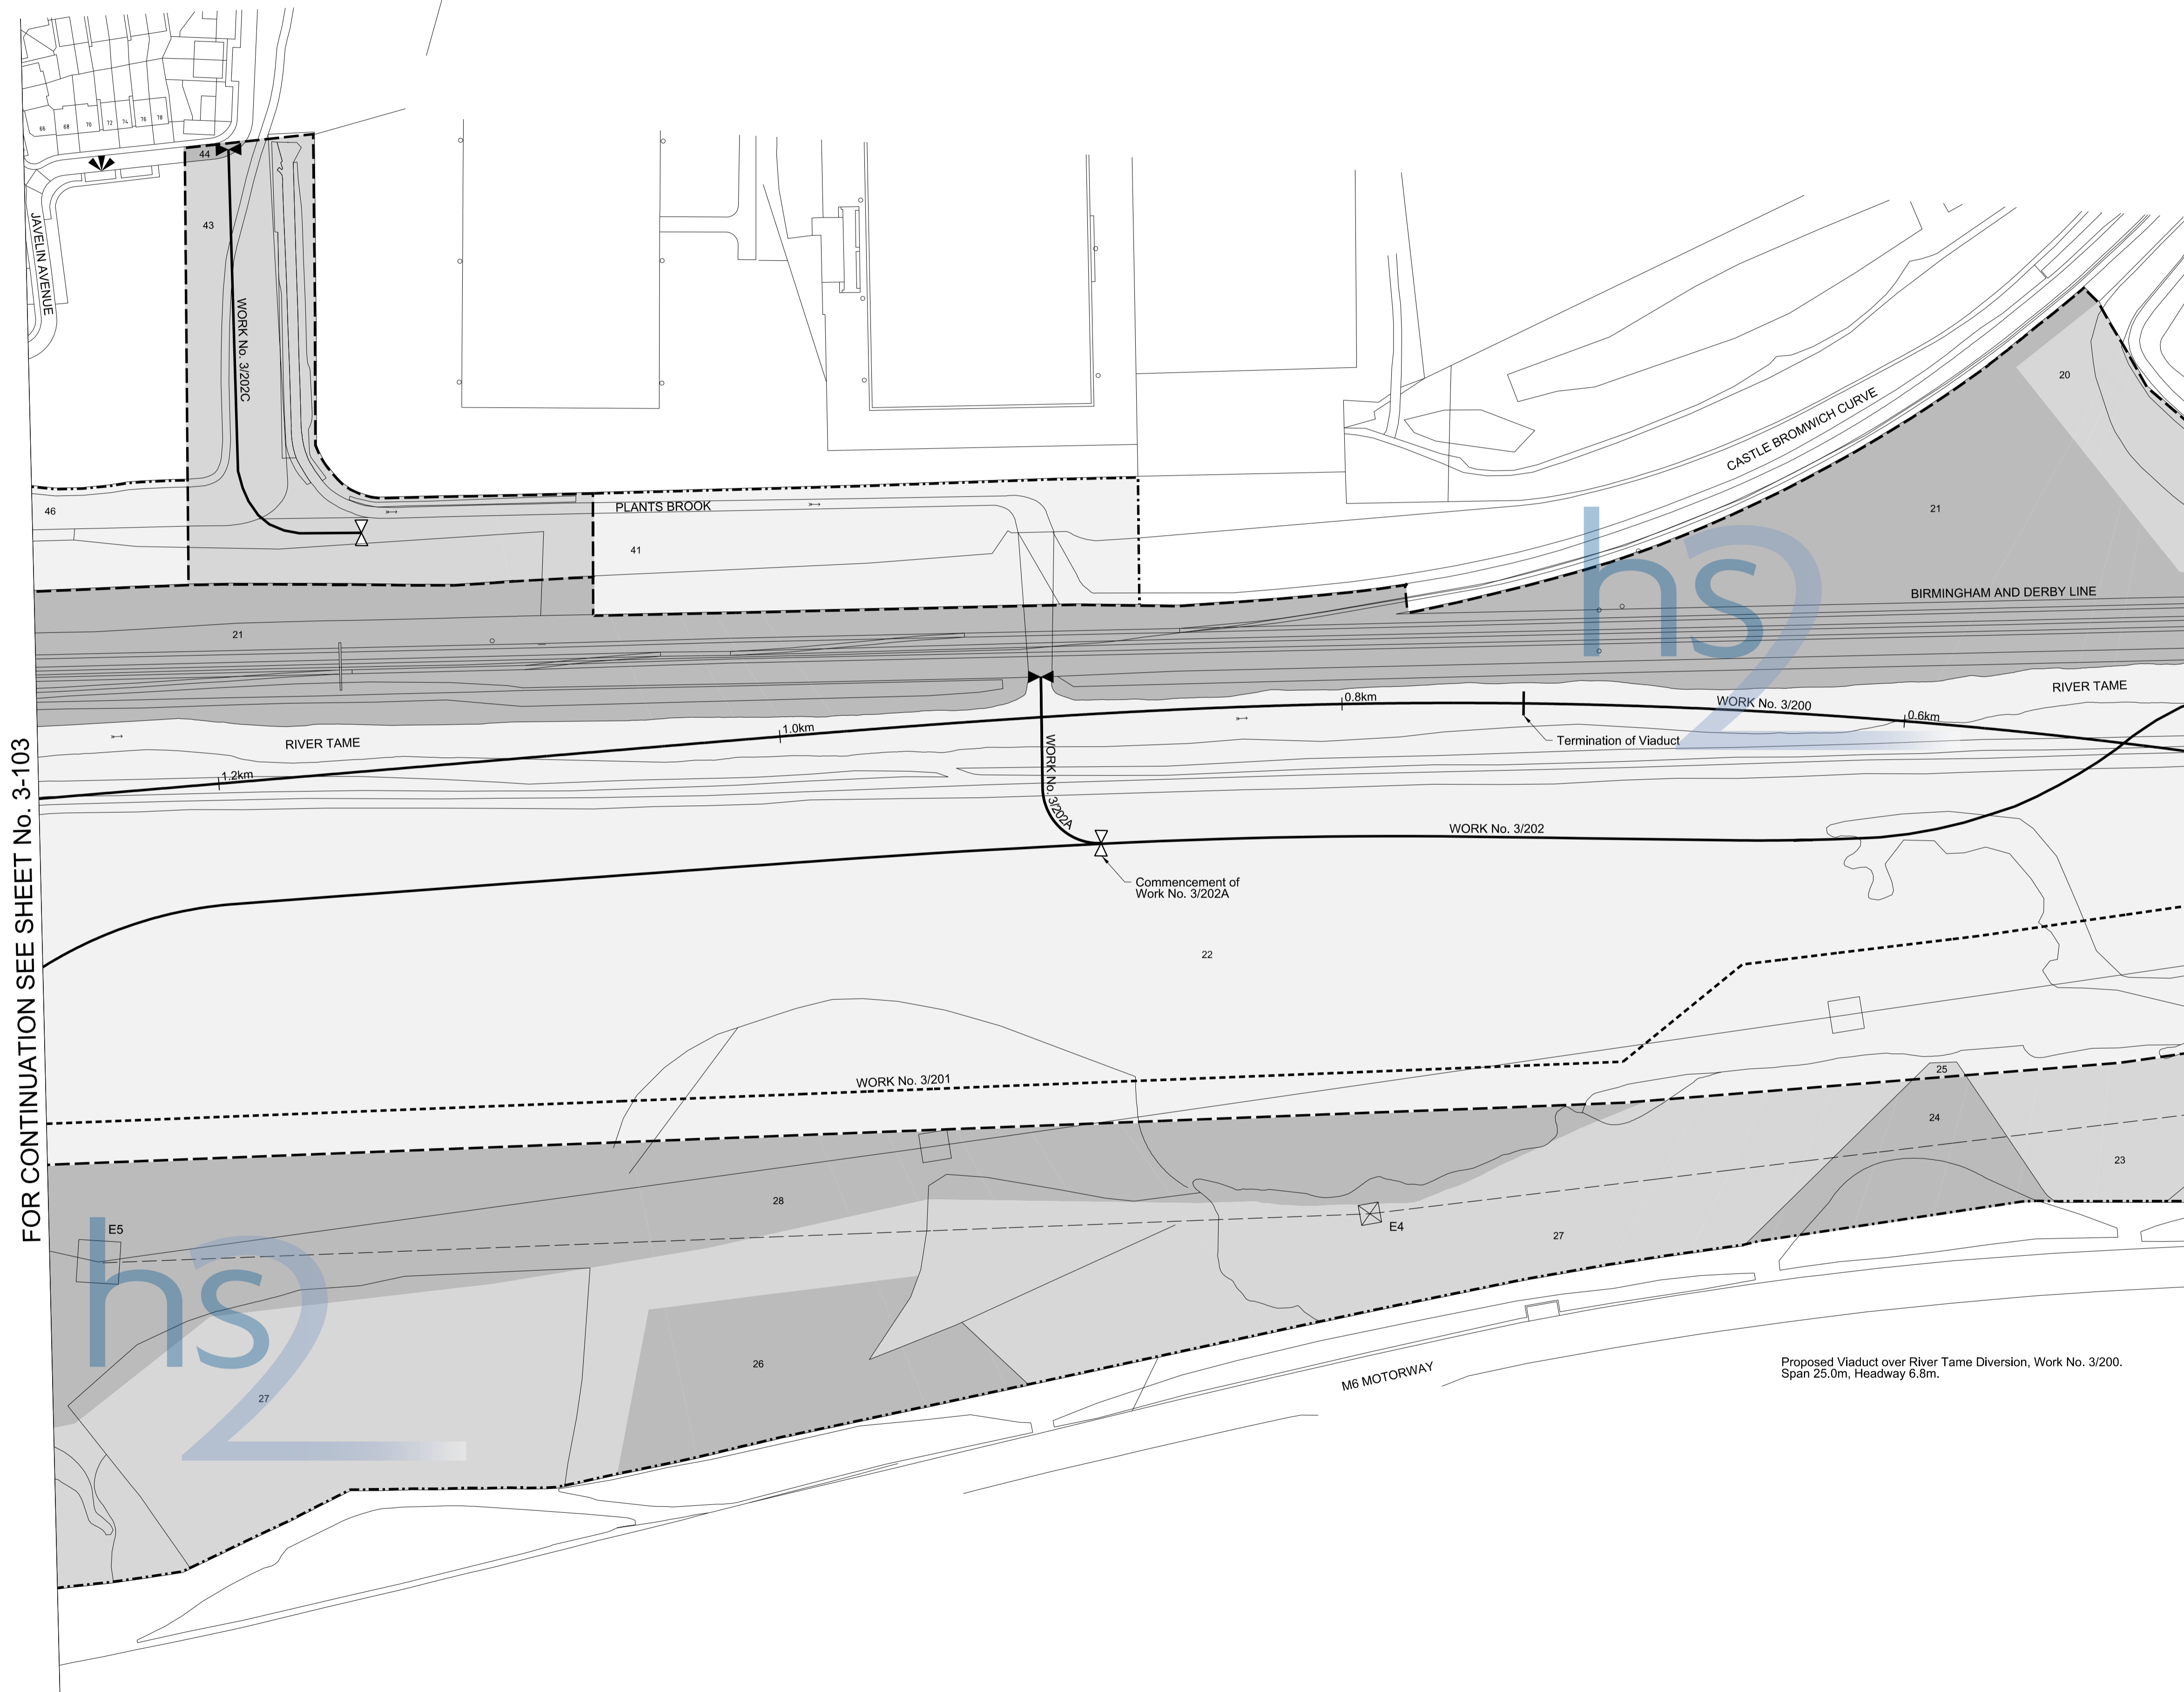 66
68
70
72
74
76
78
44
43
JAVELIN AVENUE
WORK No. 3/202C
20
CASTLE BROMWICH CURVE
46
PLANTS BROOK
21
hs2
41
BIRMINGHAM AND DERBY LINE
21
RIVER TAME
0.8km
WORK No. 3/200
0.6km
1.0km
RIVER TAME
Termination of Viaduct
1.2km
WORK No. 3/202A
WORK No. 3/202
Commencement of
Work No. 3/202A
FOR CONTINUATION SEE SHEET No. 3-103
22
WORK No. 3/201
25
24
23
28
E5
E4
27
hs2
26
27
M6 MOTORWAY
Proposed Viaduct over River Tame Diversion, Work No. 3/200.
Span 25.0m, Headway 6.8m.